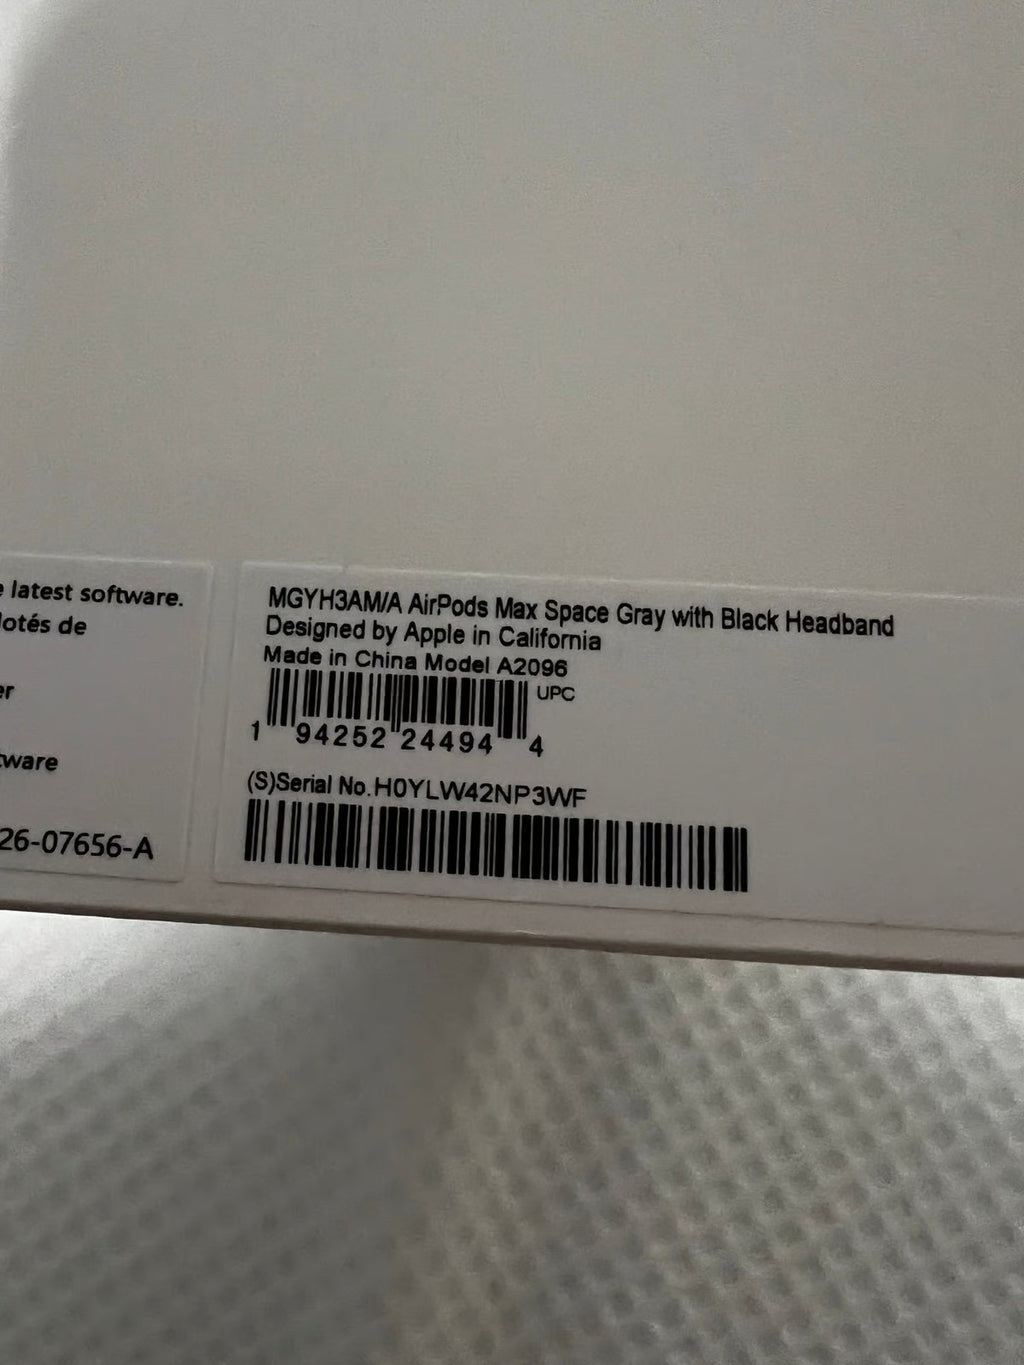 e latest software.
lotés de
er
tware
26-07656-A
MGYH3AM/A AirPods Max Space Gray with Black Headband
Designed by Apple in California
Made in China Model A2096
UPC
1 94252 24494 4
(S)Serial No.H0YLW42NP3WF